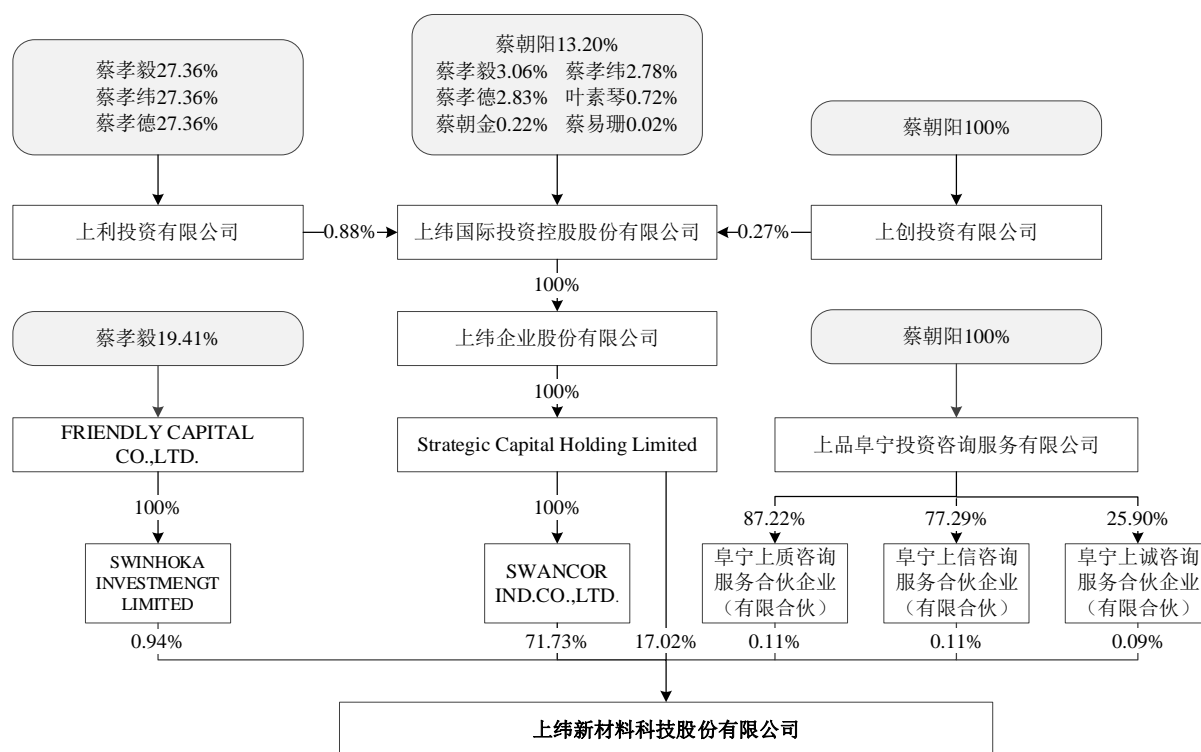 蔡孝毅27.36%
蔡孝纬27.36%
蔡孝德27.36%
蔡朝阳13.20%
蔡孝毅3.06% 蔡孝纬2.78%
蔡孝德2.83% 叶素琴0.72%
蔡朝金0.22% 蔡易珊0.02%
蔡朝阳100%
上利投资有限公司
0.88%
上纬国际投资控股股份有限公司
0.27%
上创投资有限公司
100%
蔡孝毅19.41%
上纬企业股份有限公司
蔡朝阳100%
100%
FRIENDLY CAPITAL
CO.,LTD.
Strategic Capital Holding Limited
上品阜宁投资咨询服务有限公司
100%
100%
87.22%
77.29%
25.90%
SWINHOKA
INVESTMENGT
LIMITED
SWANCOR
IND.CO.,LTD.
阜宁上质咨询
服务合伙企业
（有限合伙）
阜宁上信咨询
服务合伙企业
（有限合伙）
阜宁上诚咨询
服务合伙企业
（有限合伙）
0.94%
71.73%
17.02%
0.11%
0.11%
0.09%
上纬新材料科技股份有限公司